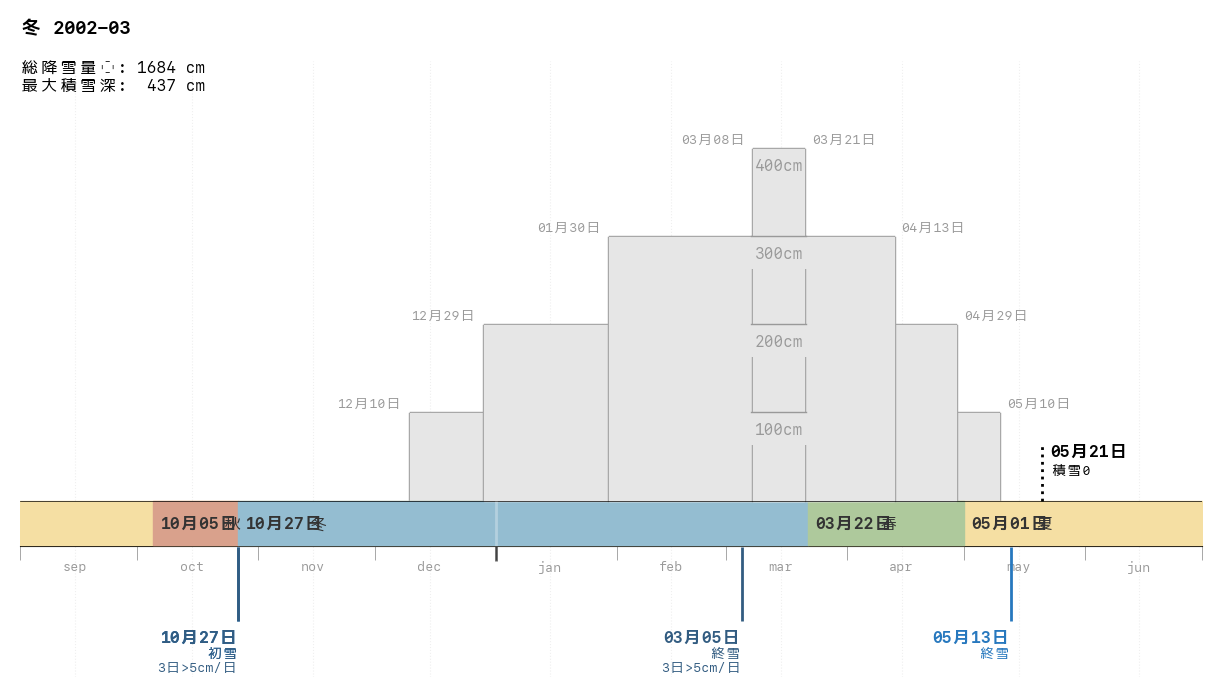 冬 2002-03
総降雪量: 1684 cm
最大積雪深: 437 cm
03月08日 03月21日
400cm
01月30日 04月13日
300cm
12月29日 04月29日
200cm
12月10日 05月10日
100cm
05月21日
積雪0
10月05日秋 10月27日冬 03月22日春 05月01日夏
sep oct nov dec jan feb mar apr may jun
10月27日 03月05日 05月13日
初雪 終雪 終雪
3日>5cm/日 3日>5cm/日